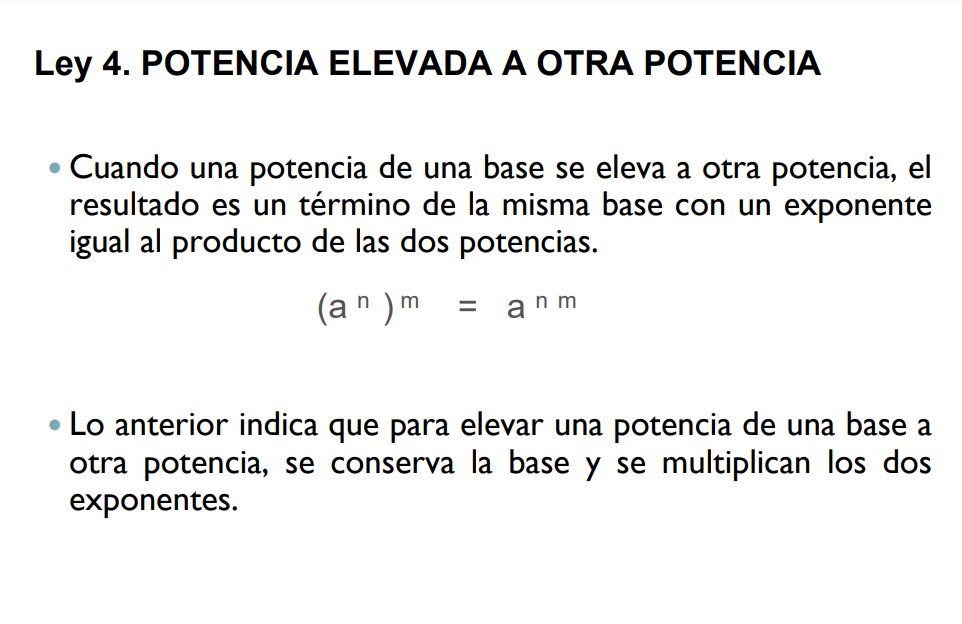 Ley 4. POTENCIA ELEVADA A OTRA POTENCIA
• Cuando una potencia de una base se eleva a otra potencia, el
resultado es un término de la misma base con un exponente
igual al producto de las dos potencias.
(a ⁿ ) ᵐ = a ⁿ ᵐ
• Lo anterior indica que para elevar una potencia de una base a
otra potencia, se conserva la base y se multiplican los dos
exponentes.